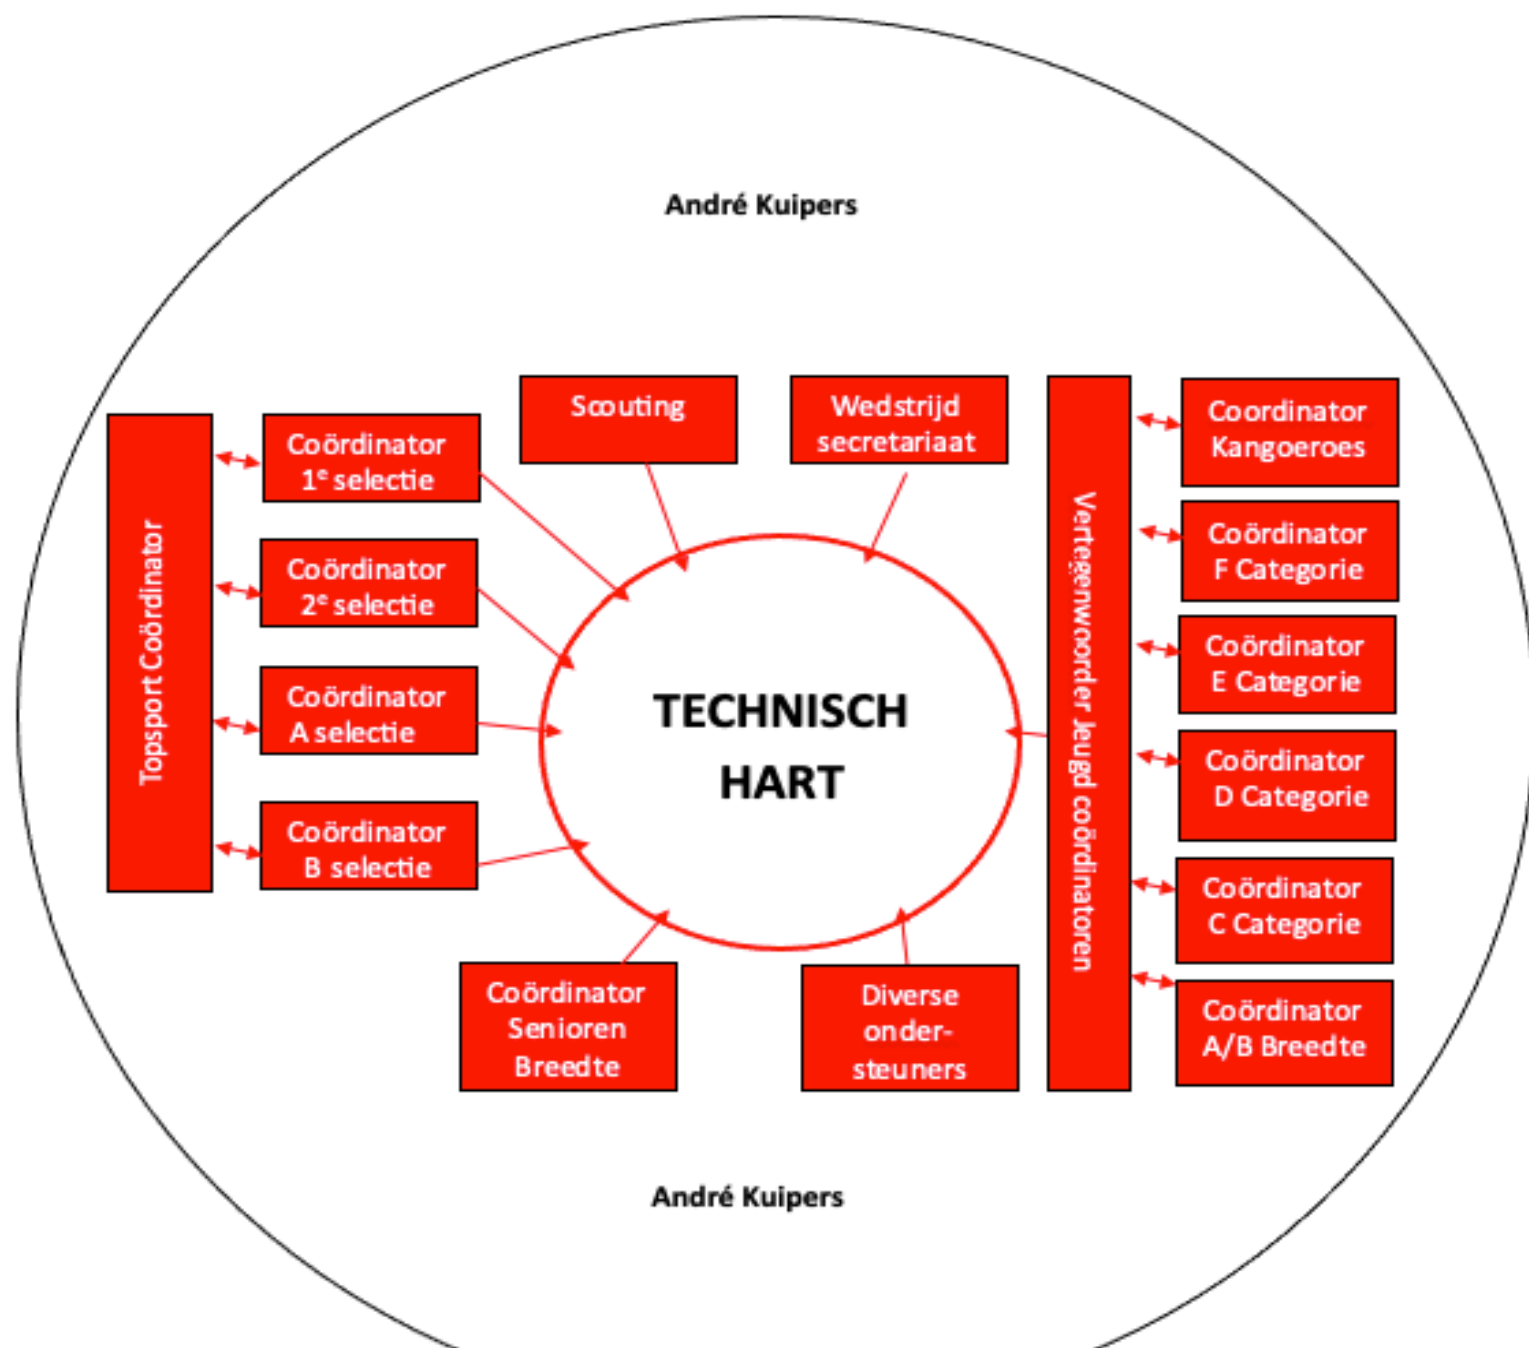 André Kuipers
Scouting
Wedstrijd
secretariaat
Topsport Coördinator
Coördinator
1e selectie
Coördinator
2e selectie
Coördinator
A selectie
Coördinator
B selectie
TECHNISCH
HART
Coördinator
Senioren
Breedte
Diverse
onder-
steuners
Vertegenwoorder Jeugd coördinatoren
Coordinator
Kangoeroes
Coördinator
F Categorie
Coördinator
E Categorie
Coördinator
D Categorie
Coördinator
C Categorie
Coördinator
A/B Breedte
André Kuipers